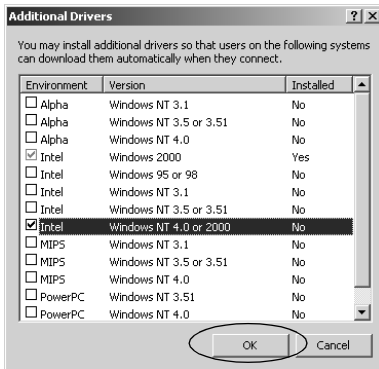 Additional Drivers
You may install additional drivers so that users on the following systems
can download them automatically when they connect.
Environment Version Installed
Alpha Windows NT 3.1 No
Alpha Windows NT 3.5 or 3.51 No
Alpha Windows NT 4.0 No
Intel Windows 2000 Yes
Intel Windows 95 or 98 No
Intel Windows NT 3.1 No
Intel Windows NT 3.5 or 3.51 No
Intel Windows NT 4.0 or 2000 No
MIPS Windows NT 3.1 No
MIPS Windows NT 3.5 or 3.51 No
MIPS Windows NT 4.0 No
PowerPC Windows NT 3.51 No
PowerPC Windows NT 4.0 No
OK Cancel